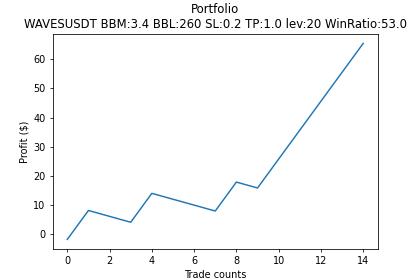 Portfolio
WAVESUSDT BBM:3.4 BBL:260 SL:0.2 TP:1.0 lev:20 WinRatio:53.0
Profit ($)
60
50
40
30
20
10
0
0 2 4 6 8 10 12 14
Trade counts